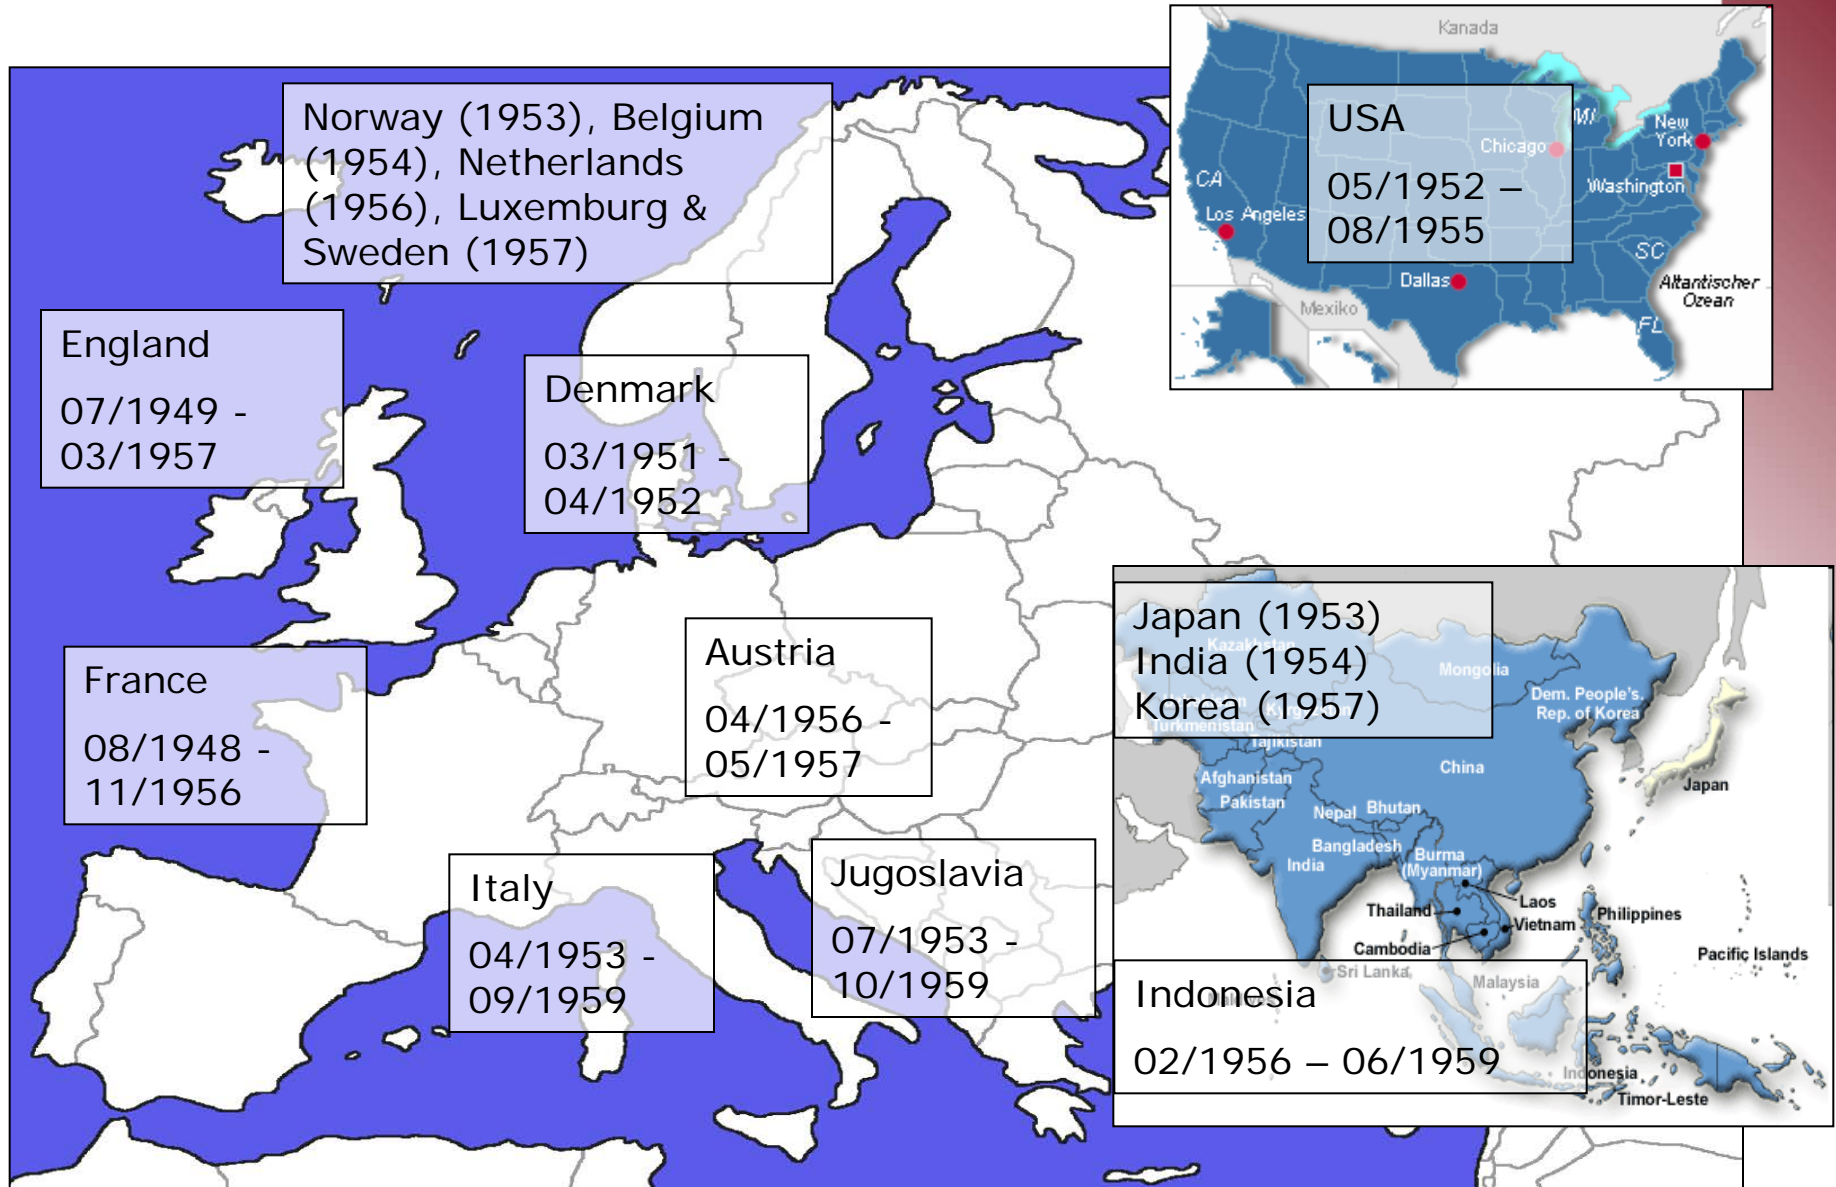 Norway (1953), Belgium
(1954), Netherlands
(1956), Luxemburg &
Sweden (1957)
England
07/1949 -
03/1957
Denmark
03/1951 -
04/1952
France
08/1948 -
11/1956
Austria
04/1956 -
05/1957
Italy
04/1953 -
09/1959
Jugoslavia
07/1953 -
10/1959
Kanada
USA
05/1952 –
08/1955
MI
New
York
Chicago
Washington
CA
Los Angeles
SC
Dallas
Atlantischer
Ozean
Mexiko
FL
Japan (1953)
India (1954)
Korea (1957)
Kazakhstan
Mongolia
Dem. People's.
Rep. of Korea
Turkmenistan
Tajikistan
Afghanistan
China
Pakistan
Japan
Nepal
Bhutan
Bangladesh
India
Burma
(Myanmar)
Laos
Thailand
Vietnam
Philippines
Cambodia
Pacific Islands
Sri Lanka
Malaysia
Indonesia
02/1956 – 06/1959
Indonesia
Timor-Leste